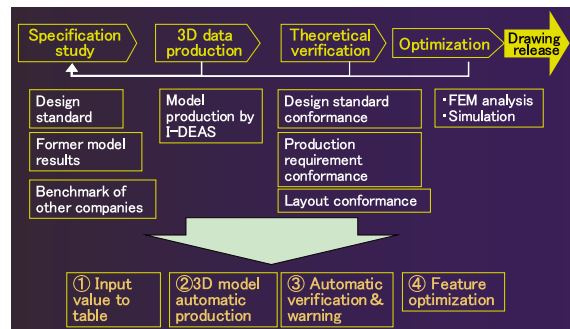 Specification
study
3D data
production
Theoretical
verification
Optimization
Drawing
release
Design
standard
Former model
results
Benchmark of
other companies
Model
production by
I-DEAS
Design standard
conformance
Production
requirement
conformance
Layout conformance
・FEM analysis
・Simulation
① Input
value to
table
②3D model
automatic
production
③ Automatic
verification &
warning
④ Feature
optimization